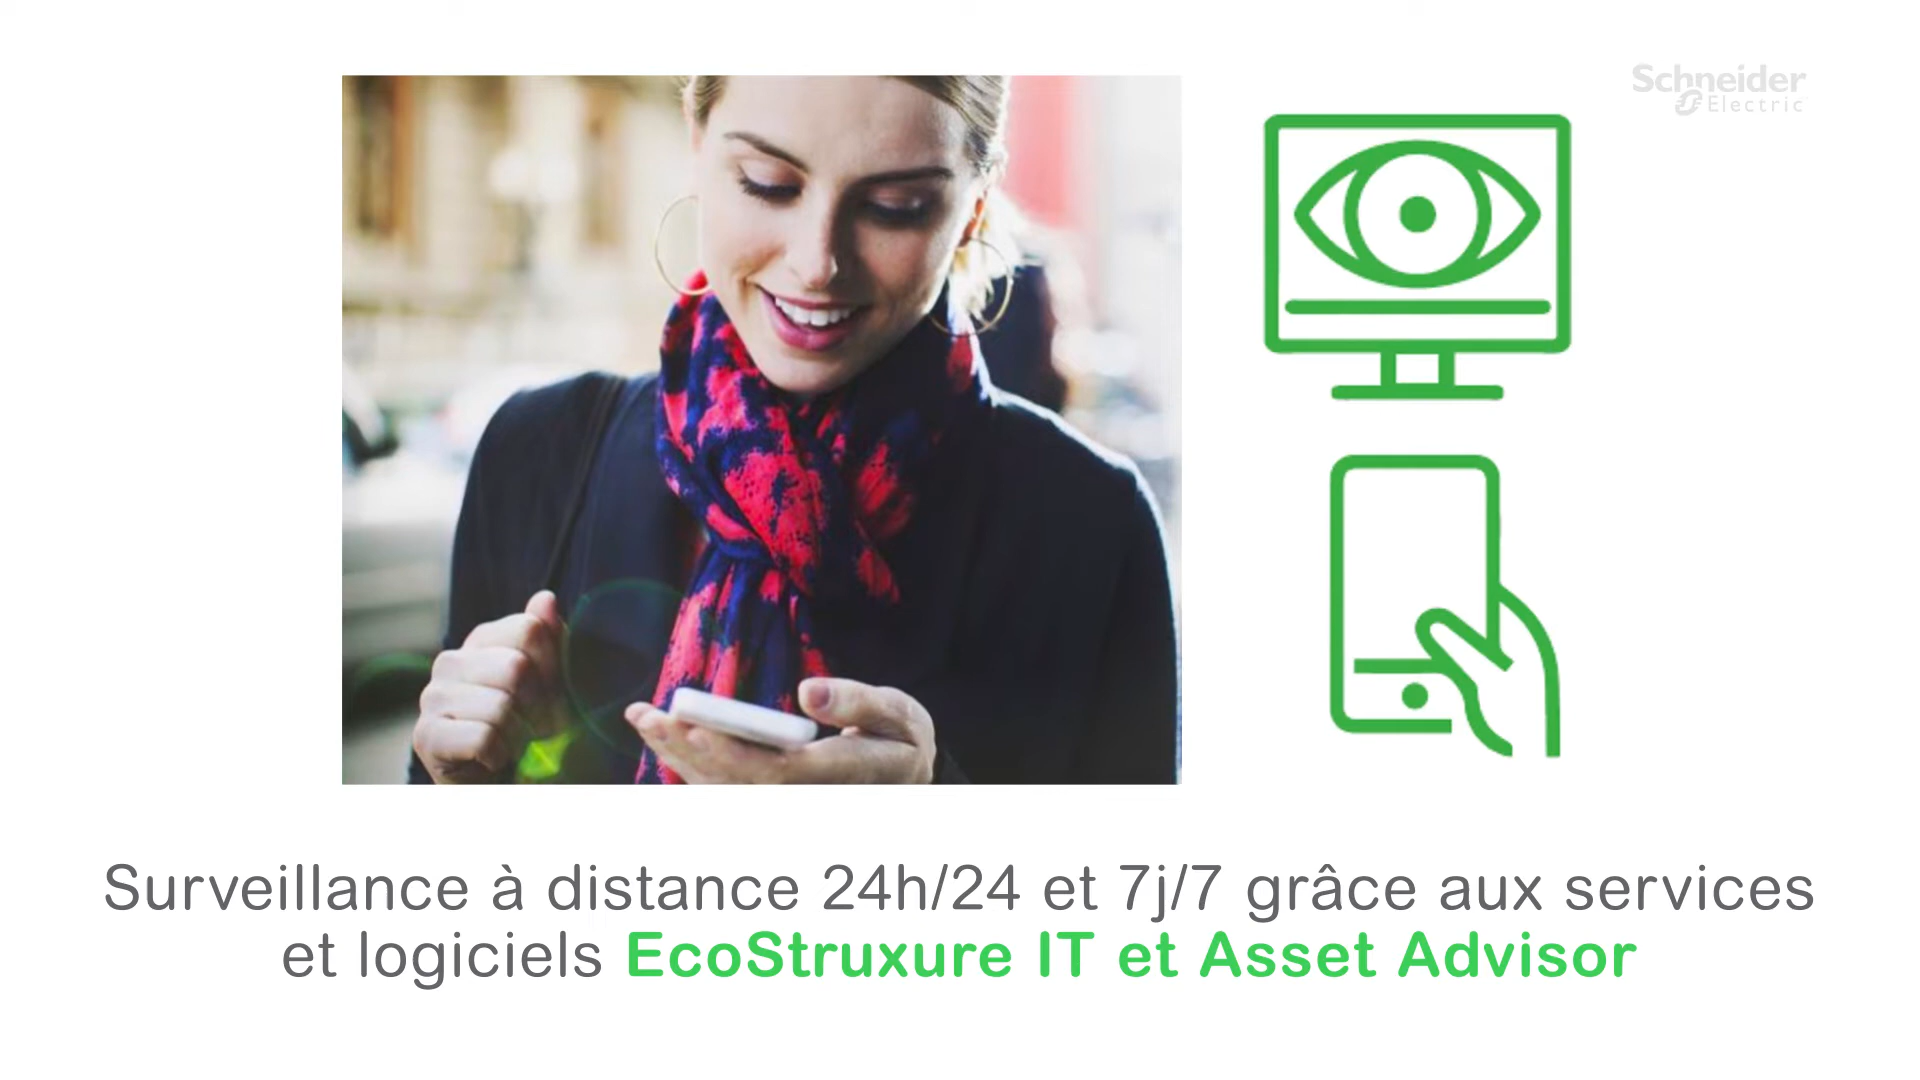 Schneider
Electric
Surveillance à distance 24h/24 et 7j/7 grâce aux services
et logiciels EcoStruxure IT et Asset Advisor